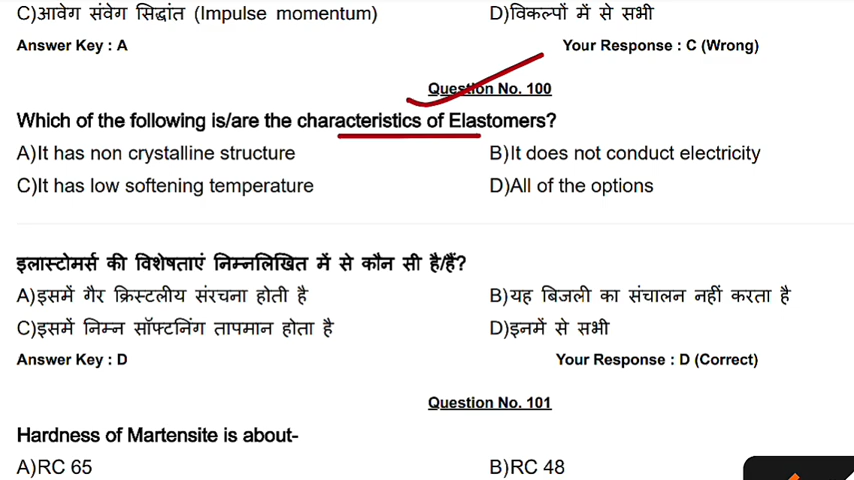 C)आवेग संवेग सिद्धांत (Impulse momentum) D)विकल्पों में से सभी
Answer Key : A Your Response : C (Wrong)
Question No. 100
Which of the following is/are the characteristics of Elastomers?
A)It has non crystalline structure B)It does not conduct electricity
C)It has low softening temperature D)All of the options
इलास्टोमर्स की विशेषताएं निम्नलिखित में से कौन सी है/हैं?
A)इसमें गैर क्रिस्टलीय संरचना होती है B)यह बिजली का संचालन नहीं करता है
C)इसमें निम्न सॉफ्टनिंग तापमान होता है D)इनमें से सभी
Answer Key : D Your Response : D (Correct)
Question No. 101
Hardness of Martensite is about-
A)RC 65 B)RC 48